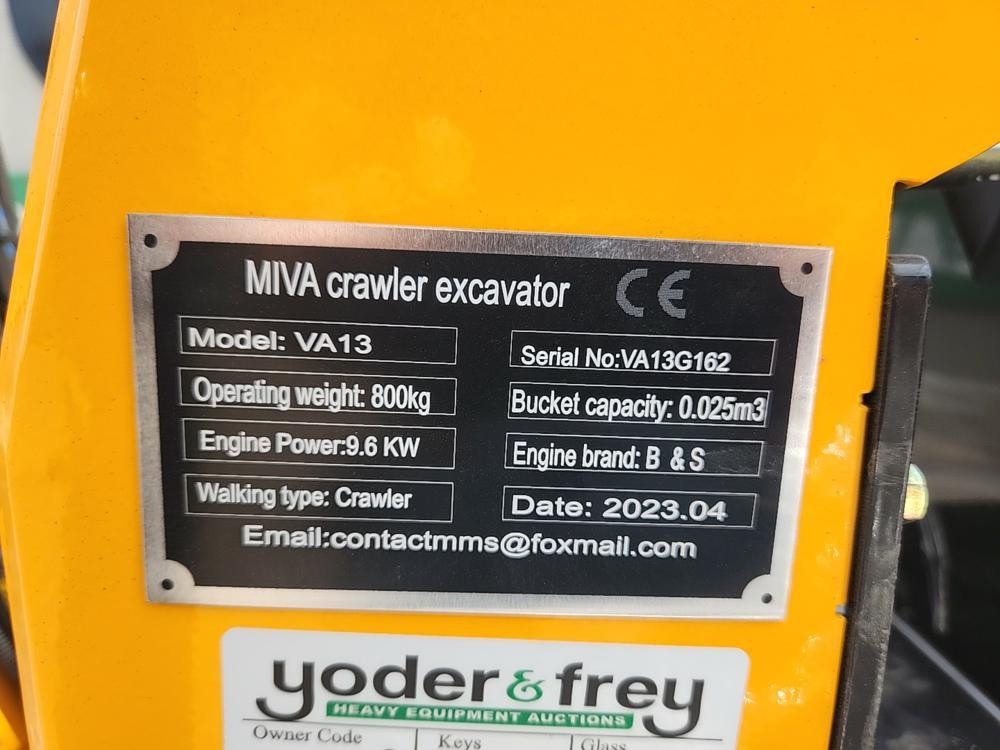 MIVA crawler excavator CE
Model: VA13
Serial No:VA13G162
Operating weight: 800kg
Bucket capacity: 0.025m3
Engine Power:9.6 KW
Engine brand: B & S
Walking type: Crawler
Date: 2023.04
Email:contactmms@foxmail.com
yoder & frey
HEAVY EQUIPMENT AUCTIONS
Owner Code
Keys
Glass